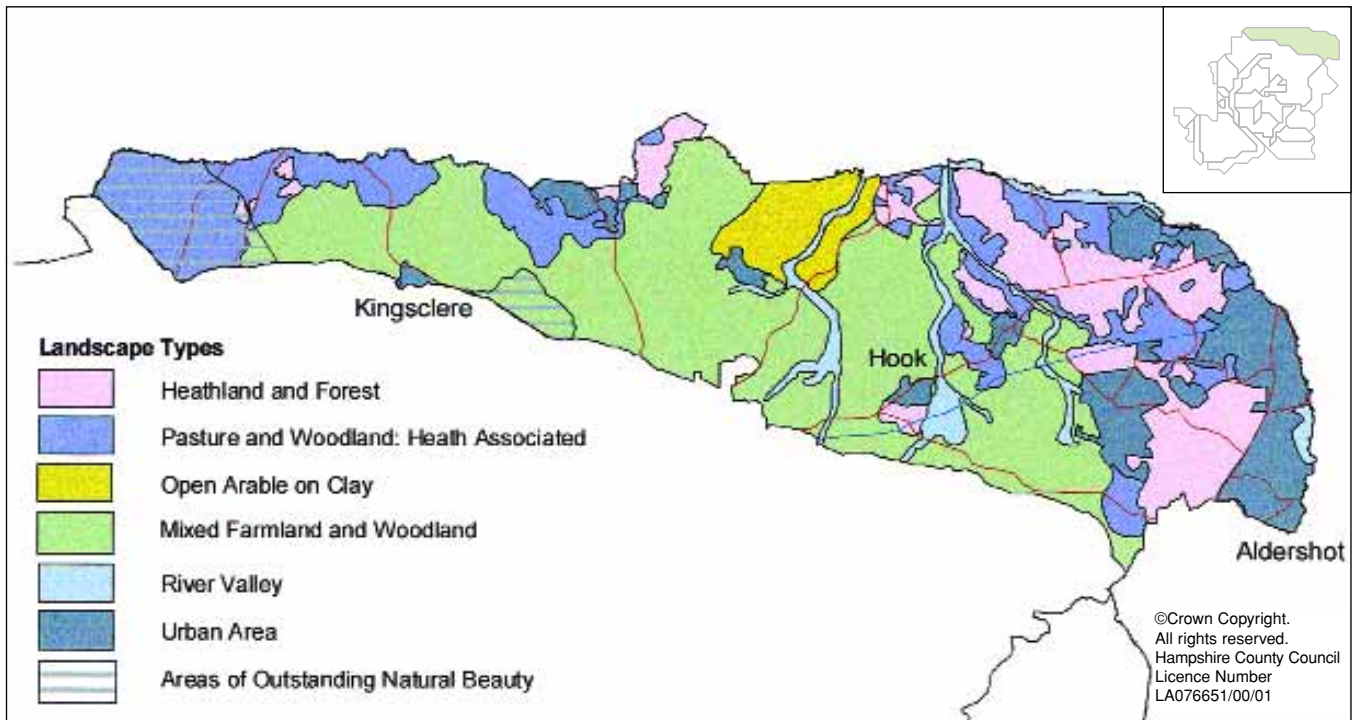 Kingsclere
Hook
Aldershot
Landscape Types
Heathland and Forest
Pasture and Woodland: Heath Associated
Open Arable on Clay
Mixed Farmland and Woodland
River Valley
Urban Area
Areas of Outstanding Natural Beauty
©Crown Copyright.
All rights reserved.
Hampshire County Council
Licence Number
LA076651/00/01